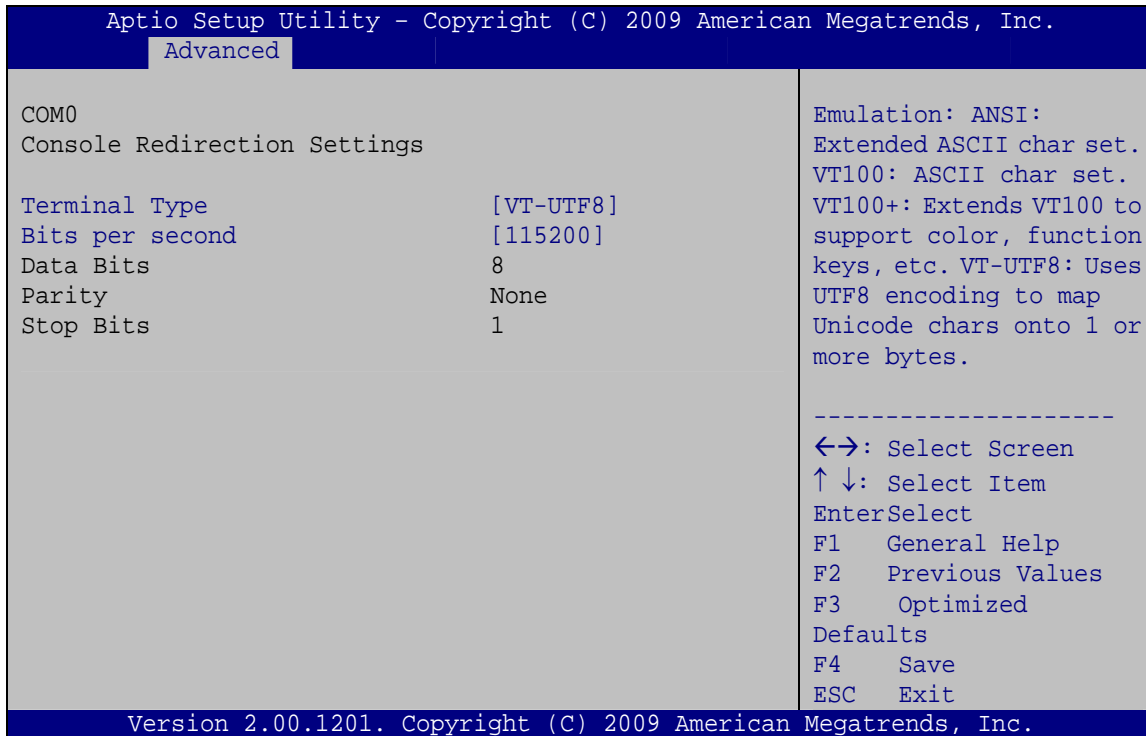 Aptio Setup Utility – Copyright (C) 2009 American Megatrends, Inc.
Advanced
COM0
Console Redirection Settings
Terminal Type [VT-UTF8]
Bits per second [115200]
Data Bits 8
Parity None
Stop Bits 1
Emulation: ANSI:
Extended ASCII char set.
VT100: ASCII char set.
VT100+: Extends VT100 to
support color, function
keys, etc. VT-UTF8: Uses
UTF8 encoding to map
Unicode chars onto 1 or
more bytes.
---------------------
←→: Select Screen
↑ ↓: Select Item
EnterSelect
F1 General Help
F2 Previous Values
F3 Optimized
Defaults
F4 Save
ESC Exit
Version 2.00.1201. Copyright (C) 2009 American Megatrends, Inc.